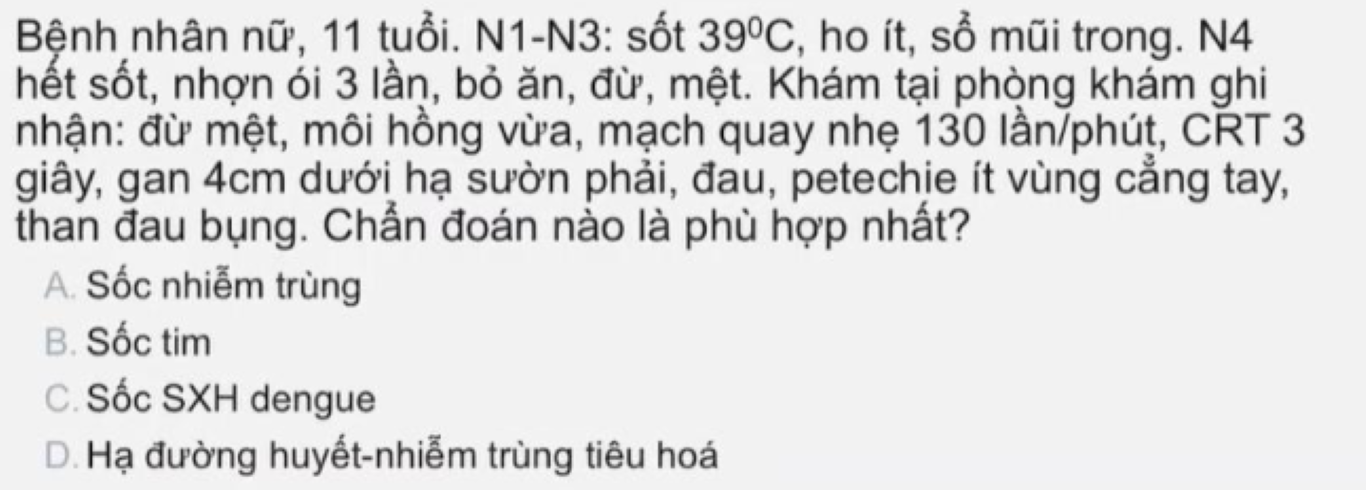 Bệnh nhân nữ, 11 tuổi. N1-N3: sốt 39⁰C, ho ít, sổ mũi trong. N4
hết sốt, nhợn ói 3 lần, bỏ ăn, đừ, mệt. Khám tại phòng khám ghi
nhận: đừ mệt, môi hồng vừa, mạch quay nhẹ 130 lần/phút, CRT 3
giây, gan 4cm dưới hạ sườn phải, đau, petechie ít vùng cẳng tay,
than đau bụng. Chẩn đoán nào là phù hợp nhất?
A. Sốc nhiễm trùng
B. Sốc tim
C. Sốc SXH dengue
D. Hạ đường huyết-nhiễm trùng tiêu hoá